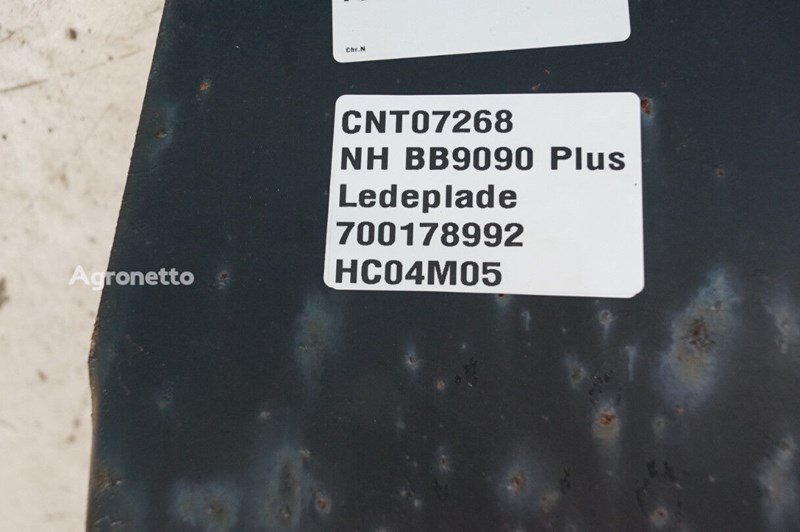 Chr.N
CNT07268
NH BB9090 Plus
Ledeplade
700178992
HC04M05
Agronetto